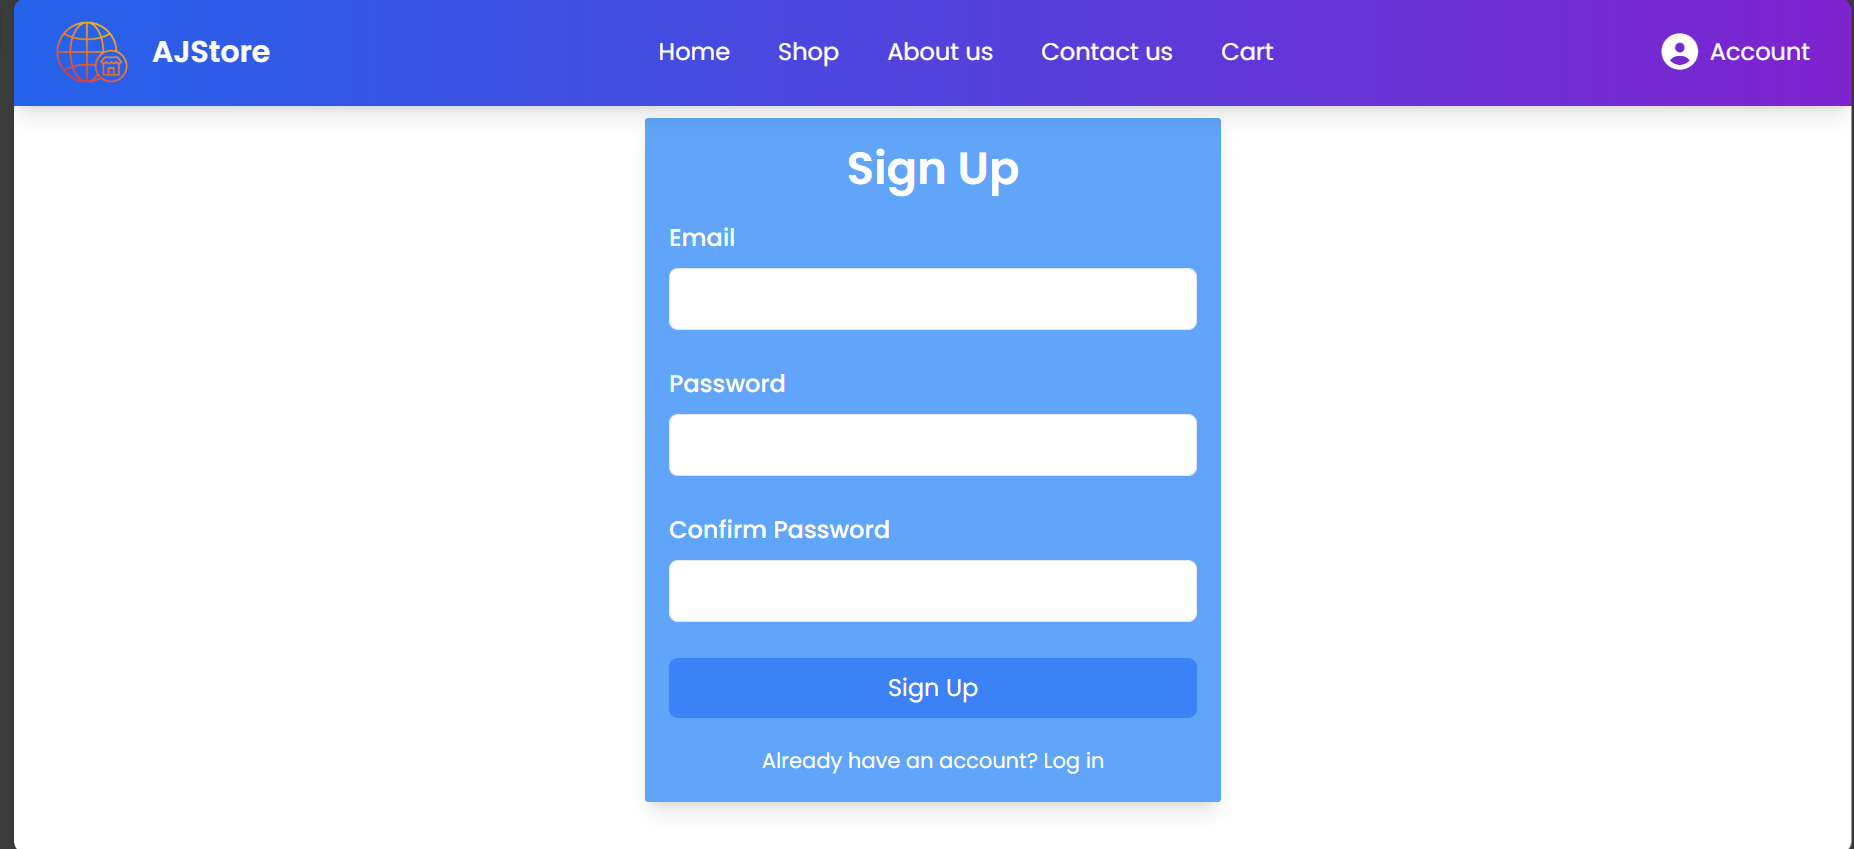 AJStore
Home Shop About us Contact us Cart
Account
Sign Up
Email
Password
Confirm Password
Sign Up
Already have an account? Log in